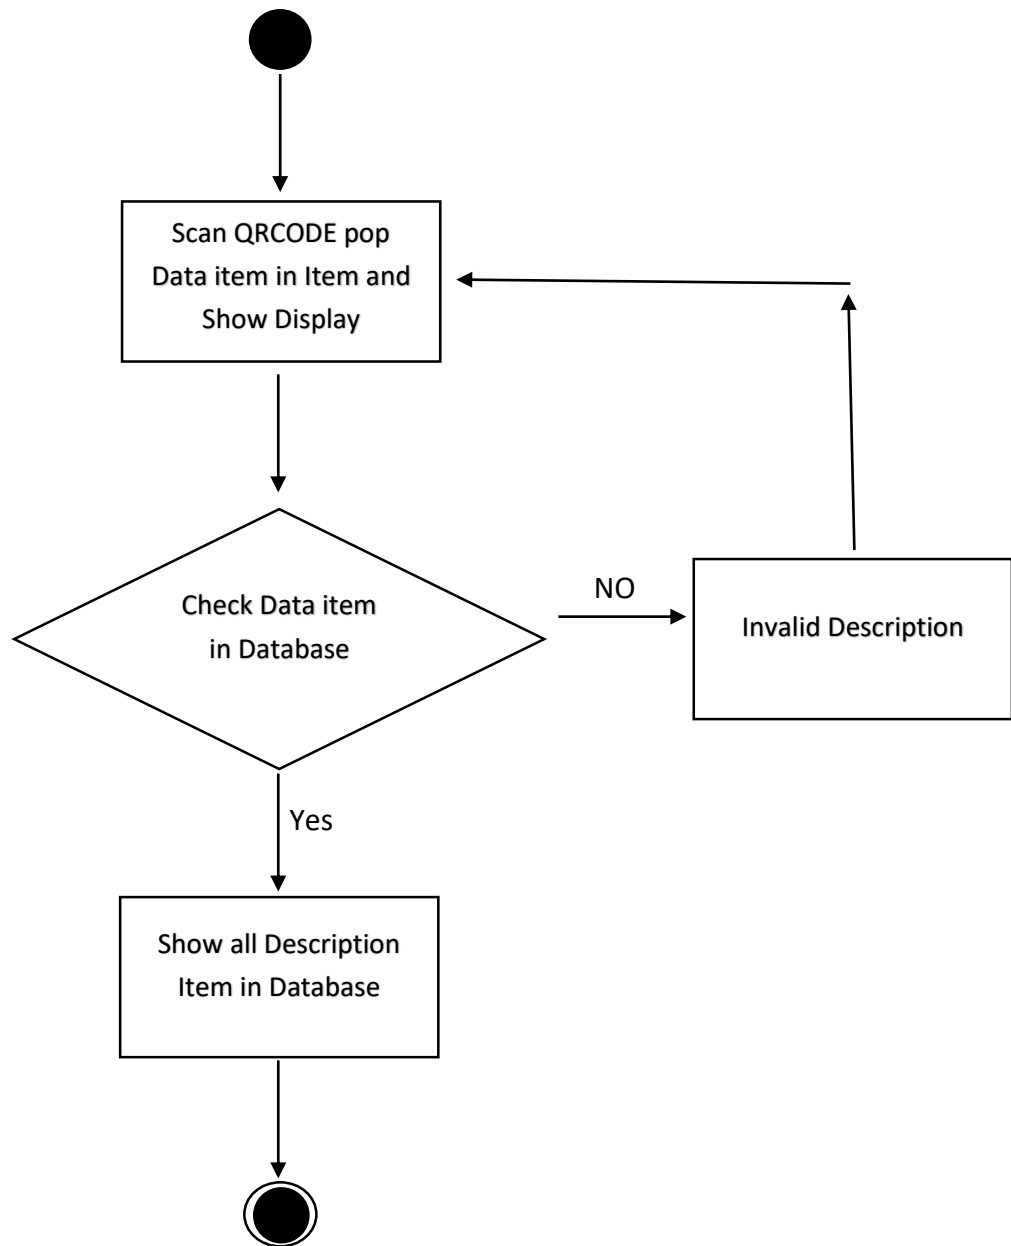 Scan QRCODE pop
Data item in Item and
Show Display
Check Data item
in Database
NO
Invalid Description
Yes
Show all Description
Item in Database